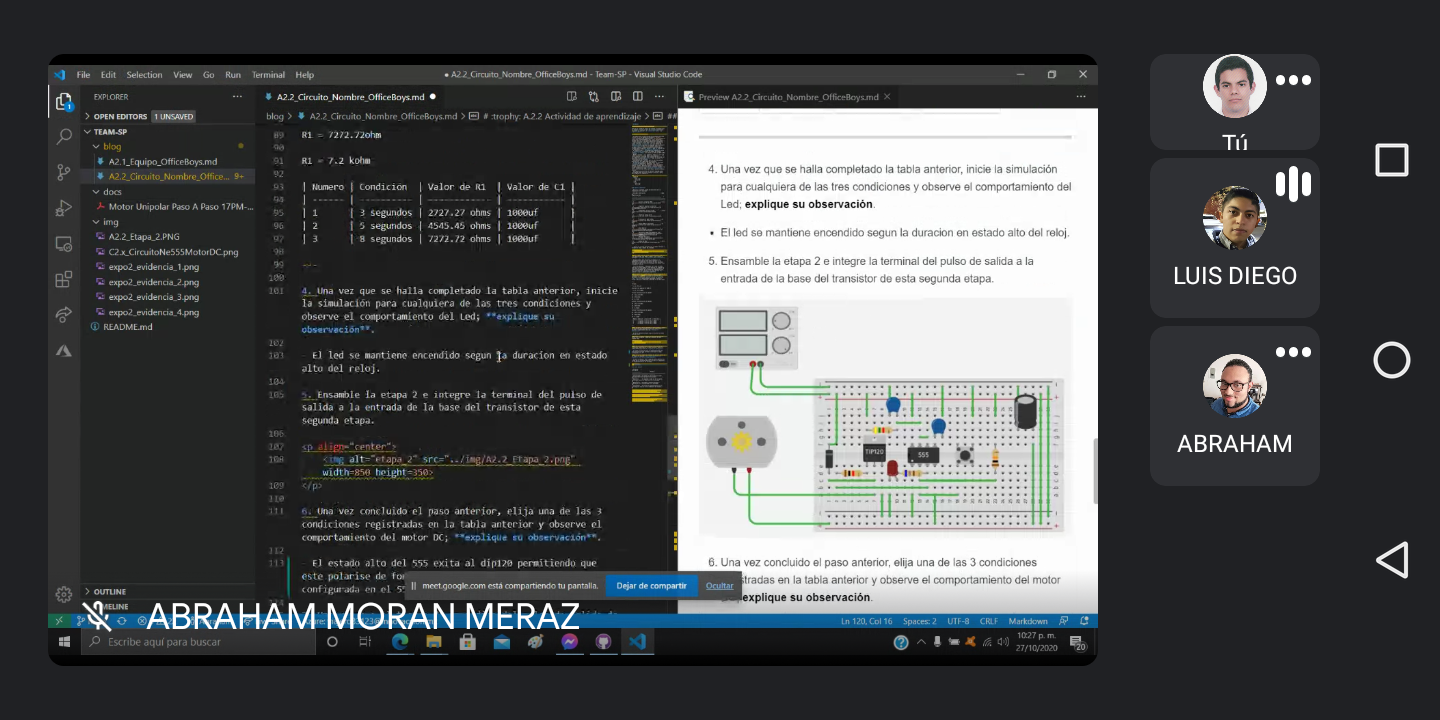 File Edit Selection View Go Run Terminal Help
● A2.2_Circuito_Nombre_OfficeBoys.md - Team-SP - Visual Studio Code
EXPLORER
OPEN EDITORS 1 UNSAVED
TEAM-SP
blog
A2.1_Equipo_OfficeBoys.md
A2.2_Circuito_Nombre_Office... 9+
docs
Motor Unipolar Paso A Paso 17PM-...
img
A2.2_Etapa_2.PNG
C2.x_CircuitoNe555MotorDC.png
expo2_evidencia_1.png
expo2_evidencia_2.png
expo2_evidencia_3.png
expo2_evidencia_4.png
README.md
OUTLINE
A2.2_Circuito_Nombre_OfficeBoys.md ●
blog > A2.2_Circuito_Nombre_OfficeBoys.md > # :trophy: A.2.2 Actividad de aprendizaje >
89 R1 = 7272.72ohm
90
91 R1 = 7.2 kohm
92
93 | Numero | Condición | Valor de R1 | Valor de C1 |
94
95 | 1 | 3 segundos | 2727.27 ohms | 1000uf |
96 | 2 | 5 segundos | 4545.45 ohms | 1000uf |
97 | 3 | 8 segundos | 7272.72 ohms | 1000uf |
98
99 ---
100
101 4. Una vez que se halla completado la tabla anterior, inicie
la simulación para cualquiera de las tres condiciones y
observe el comportamiento del Led; **explique su
observación**.
102
103 - El led se mantiene encendido segun la duracion en estado
alto del reloj.
104
105 5. Ensamble la etapa 2 e integre la terminal del pulso de
salida a la entrada de la base del transistor de esta
segunda etapa.
106
107 <p align="center">
108 <img alt="etapa_2" src="../img/A2.2_Etapa_2.png"
width=850 height=350>
109 </p>
110
111 6. Una vez concluido el paso anterior, elija una de las 3
condiciones registradas en la tabla anterior y observe el
comportamiento del motor DC; **explique su observación**.
112
113 - El estado alto del 555 exita al dip120 permitiendo que
este polarise de
configurada en el 55
Preview A2.2_Circuito_Nombre_OfficeBoys.md
4. Una vez que se halla completado la tabla anterior, inicie la simulación
para cualquiera de las tres condiciones y observe el comportamiento del
Led; explique su observación.
• El led se mantiene encendido segun la duracion en estado alto del reloj.
5. Ensamble la etapa 2 e integre la terminal del pulso de salida a la
entrada de la base del transistor de esta segunda etapa.
TIP120
555
6. Una vez concluido el paso anterior, elija una de las 3 condiciones
stradas en la tabla anterior y observe el comportamiento del motor
explique su observación.
meet.google.com está compartiendo tu pantalla. Dejar de compartir Ocultar
Ln 120, Col 16 Spaces: 2 UTF-8 CRLF Markdown
ABRAHAM MORAN MERAZ
Escribe aquí para buscar
10:27 p. m.
27/10/2020
20
Tú
LUIS DIEGO
ABRAHAM